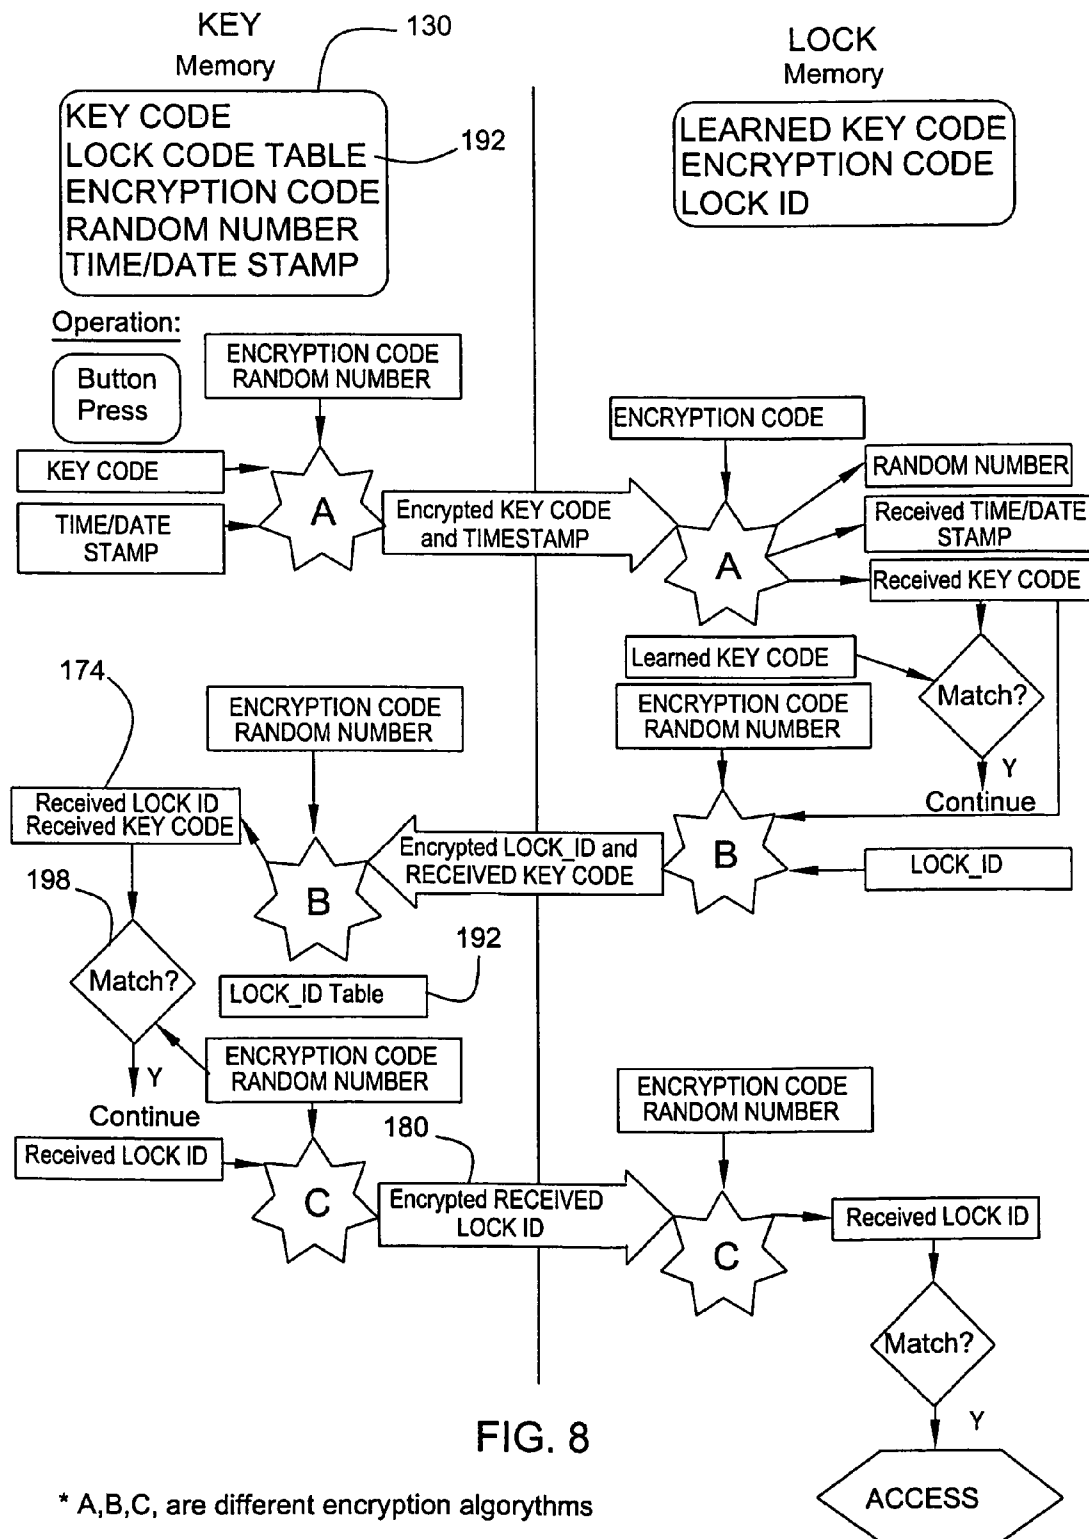 KEY
Memory
130
KEY CODE
LOCK CODE TABLE
192
ENCRYPTION CODE
RANDOM NUMBER
TIME/DATE STAMP
LOCK
Memory
LEARNED KEY CODE
ENCRYPTION CODE
LOCK ID
Operation:
Button
Press
ENCRYPTION CODE
RANDOM NUMBER
KEY CODE
TIME/DATE
STAMP
A
Encrypted KEY CODE
and TIMESTAMP
ENCRYPTION CODE
A
RANDOM NUMBER
Received TIME/DATE
STAMP
Received KEY CODE
Learned KEY CODE
Match?
Y
Continue
ENCRYPTION CODE
RANDOM NUMBER
B
LOCK_ID
Encrypted LOCK_ID and
RECEIVED KEY CODE
ENCRYPTION CODE
RANDOM NUMBER
B
174
Received LOCK ID
Received KEY CODE
198
Match?
192
LOCK_ID Table
Y
Continue
ENCRYPTION CODE
RANDOM NUMBER
Received LOCK ID
C
180
Encrypted RECEIVED
LOCK ID
ENCRYPTION CODE
RANDOM NUMBER
C
Received LOCK ID
Match?
Y
ACCESS
FIG. 8
* A,B,C, are different encryption algorythms